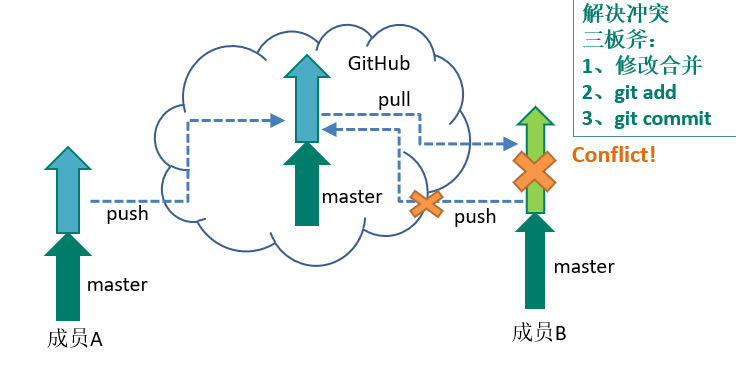 解决冲突
三板斧：
1、修改合并
2、git add
3、git commit
GitHub
pull
Conflict!
master
push
push
master
master
成员A
成员B